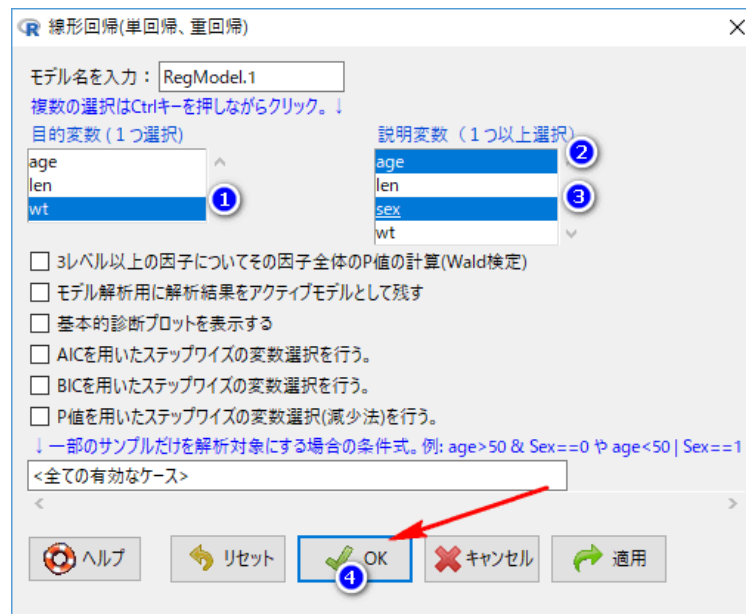 線形回帰(単回帰、重回帰)
モデル名を入力： RegModel.1
複数の選択はCtrlキーを押しながらクリック。↓
目的変数 (１つ選択)
age
len
wt
1
説明変数（１つ以上選択)
age
len
sex
wt
2
3
3レベル以上の因子についてその因子全体のP値の計算(Wald検定)
モデル解析用に解析結果をアクティブモデルとして残す
基本的診断プロットを表示する
AICを用いたステップワイズの変数選択を行う。
BICを用いたステップワイズの変数選択を行う。
P値を用いたステップワイズの変数選択(減少法)を行う。
↓一部のサンプルだけを解析対象にする場合の条件式。例: age>50 & Sex==0 や age<50 | Sex==1
<全ての有効なケース>
ヘルプ リセット OK キャンセル 適用
4